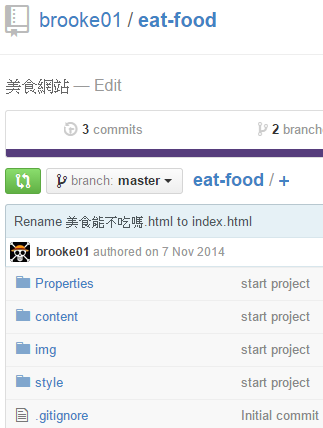 brooke01 / eat-food
美食網站 — Edit
3 commits 2 branche
branch: master eat-food / +
Rename 美食能不吃嗎.html to index.html
brooke01 authored on 7 Nov 2014
Properties start project
content start project
img start project
style start project
.gitignore Initial commit